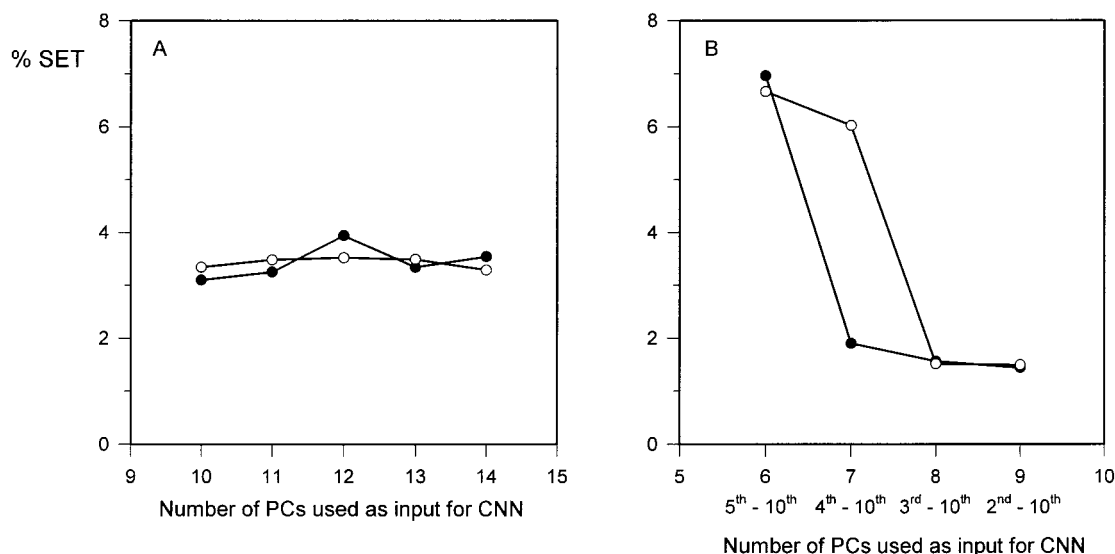 % SET
A
8
6
4
2
0
9 10 11 12 13 14 15
Number of PCs used as input for CNN
B
8
6
4
2
0
5 6 7 8 9 10
5th - 10th 4th - 10th 3rd - 10th 2nd - 10th
Number of PCs used as input for CNN